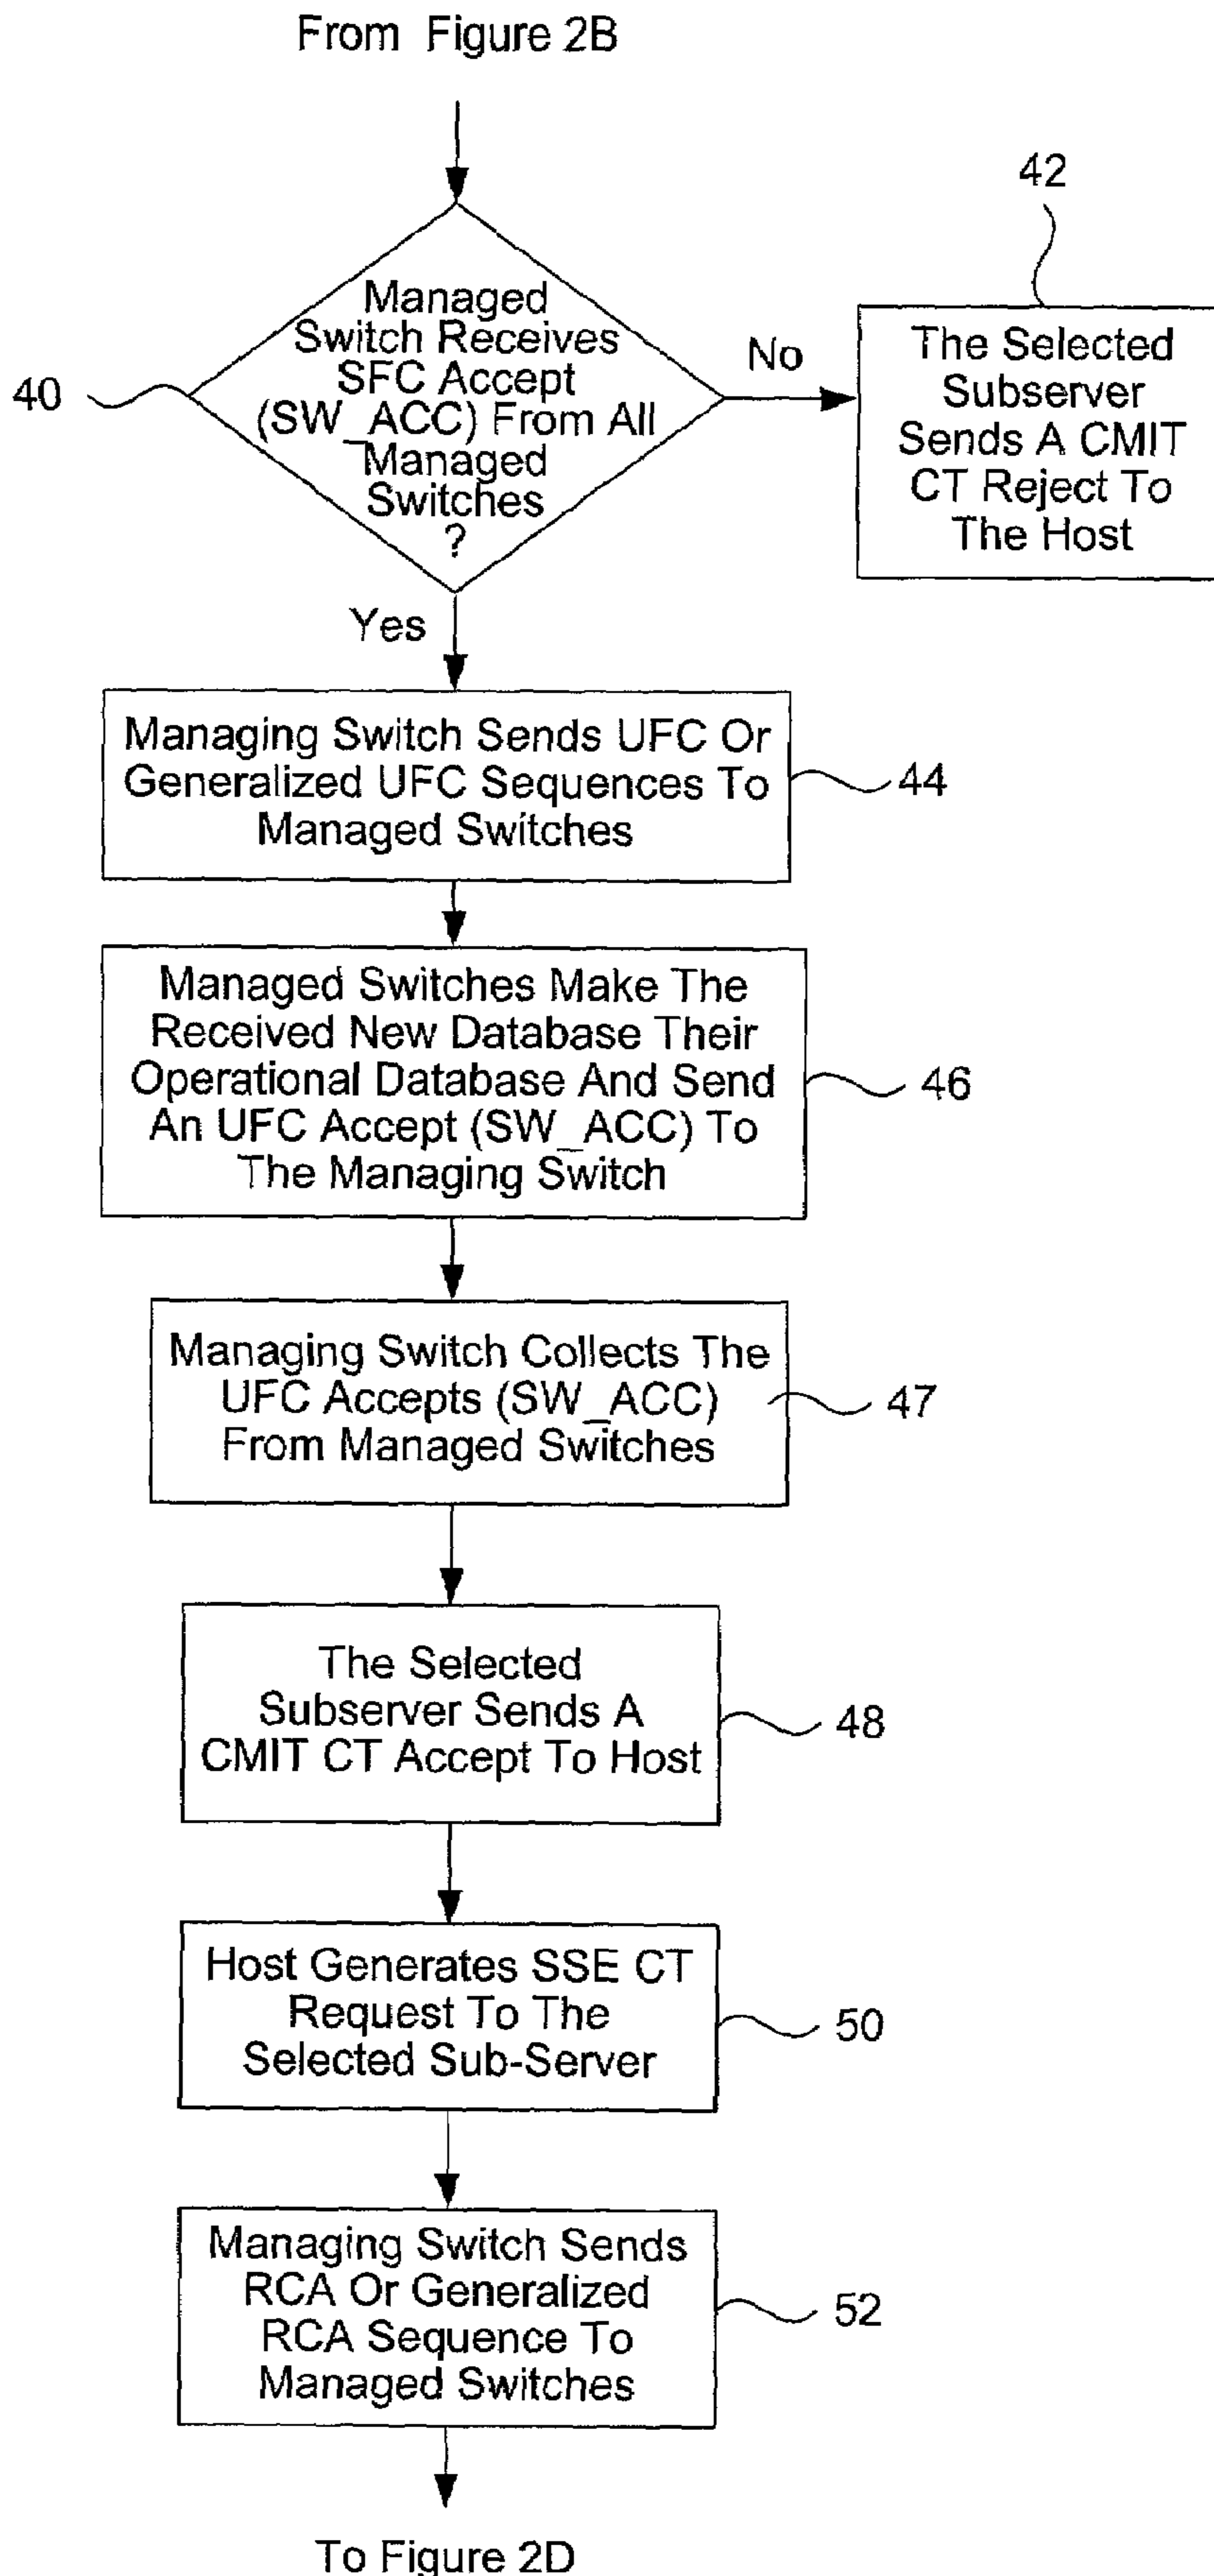 From Figure 2B
42
Managed
Switch Receives
SFC Accept
(SW_ACC) From All
Managed
Switches
?
40
No
The Selected
Subserver
Sends A CMIT
CT Reject To
The Host
Yes
Managing Switch Sends UFC Or
Generalized UFC Sequences To
Managed Switches
44
Managed Switches Make The
Received New Database Their
Operational Database And Send
An UFC Accept (SW_ACC) To
The Managing Switch
46
Managing Switch Collects The
UFC Accepts (SW_ACC)
From Managed Switches
47
The Selected
Subserver Sends A
CMIT CT Accept To Host
48
Host Generates SSE CT
Request To The
Selected Sub-Server
50
Managing Switch Sends
RCA Or Generalized
RCA Sequence To
Managed Switches
52
To Figure 2D